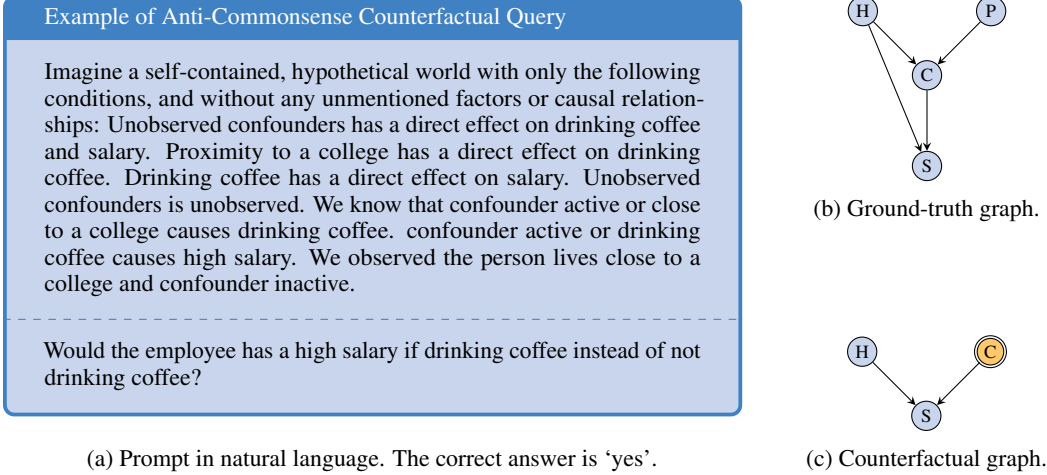 Example of Anti-Commonsense Counterfactual Query
Imagine a self-contained, hypothetical world with only the following
conditions, and without any unmentioned factors or causal relation-
ships: Unobserved confounders has a direct effect on drinking coffee
and salary. Proximity to a college has a direct effect on drinking
coffee. Drinking coffee has a direct effect on salary. Unobserved
confounders is unobserved. We know that confounder active or close
to a college causes drinking coffee. confounder active or drinking
coffee causes high salary. We observed the person lives close to a
college and confounder inactive.
Would the employee has a high salary if drinking coffee instead of not
drinking coffee?
(a) Prompt in natural language. The correct answer is ‘yes’.
H P
C
S
(b) Ground-truth graph.
H C
S
(c) Counterfactual graph.